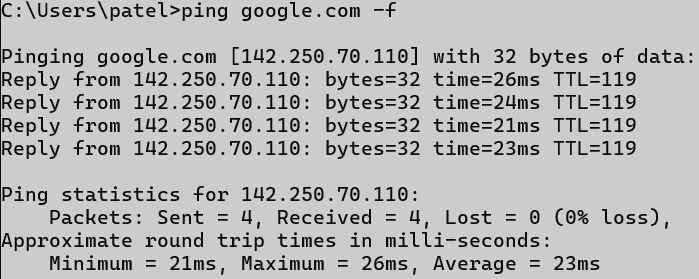 C:\Users\patel>ping google.com -f
Pinging google.com [142.250.70.110] with 32 bytes of data:
Reply from 142.250.70.110: bytes=32 time=26ms TTL=119
Reply from 142.250.70.110: bytes=32 time=24ms TTL=119
Reply from 142.250.70.110: bytes=32 time=21ms TTL=119
Reply from 142.250.70.110: bytes=32 time=23ms TTL=119
Ping statistics for 142.250.70.110:
    Packets: Sent = 4, Received = 4, Lost = 0 (0% loss),
Approximate round trip times in milli-seconds:
    Minimum = 21ms, Maximum = 26ms, Average = 23ms